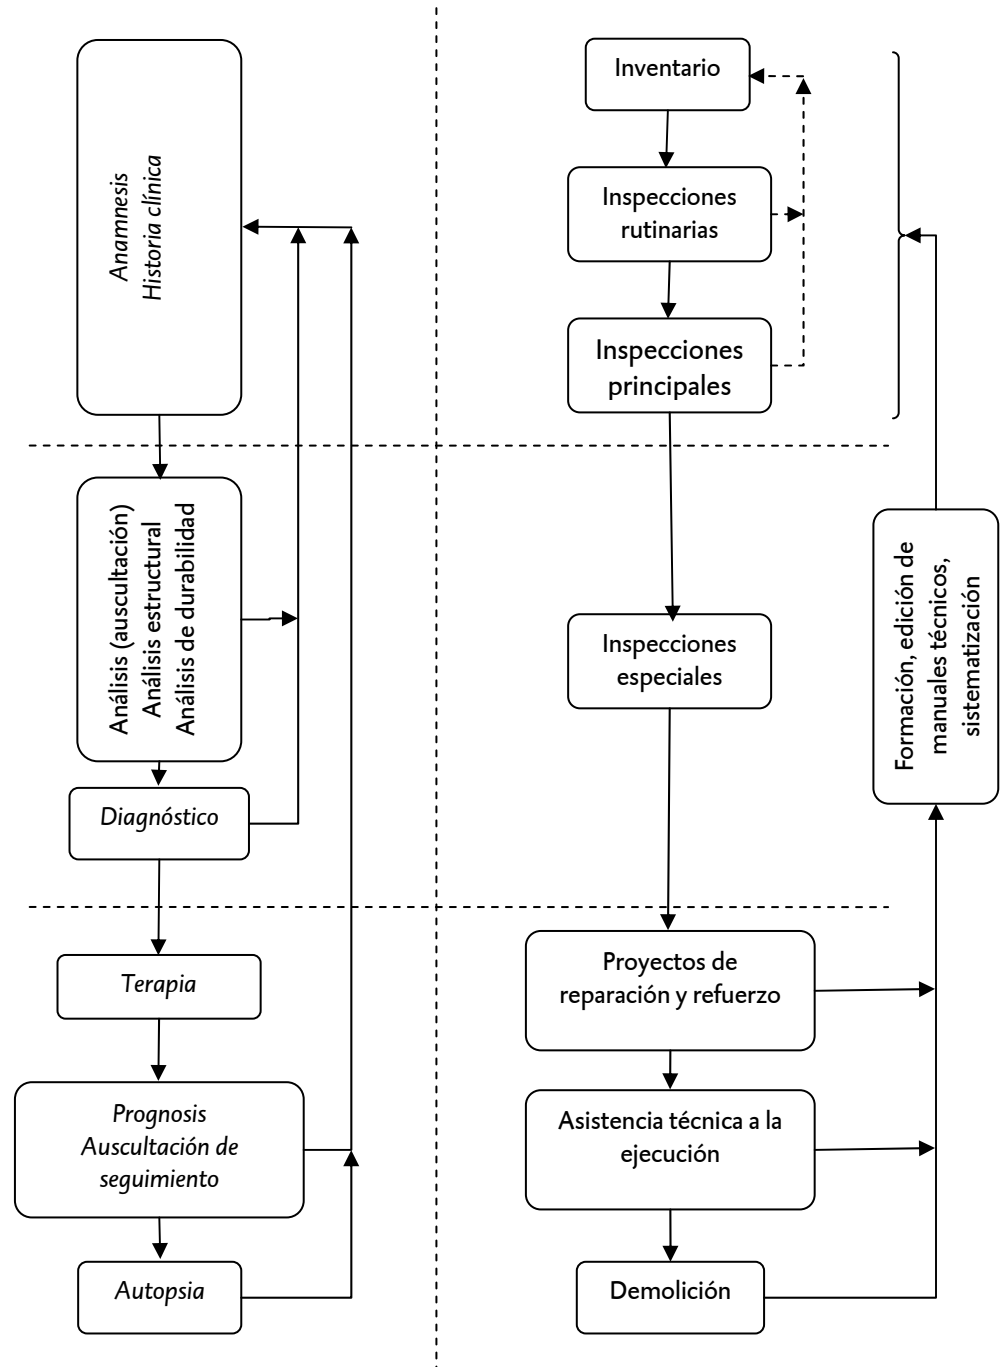 Anamnesis
Historia clínica
Análisis (auscultación)
Análisis estructural
Análisis de durabilidad
Diagnóstico
Terapia
Prognosis
Auscultación de
seguimiento
Autopsia
Inventario
Inspecciones
rutinarias
Inspecciones
principales
Inspecciones
especiales
Proyectos de
reparación y refuerzo
Asistencia técnica a la
ejecución
Demolición
Formación, edición de
manuales técnicos,
sistematización